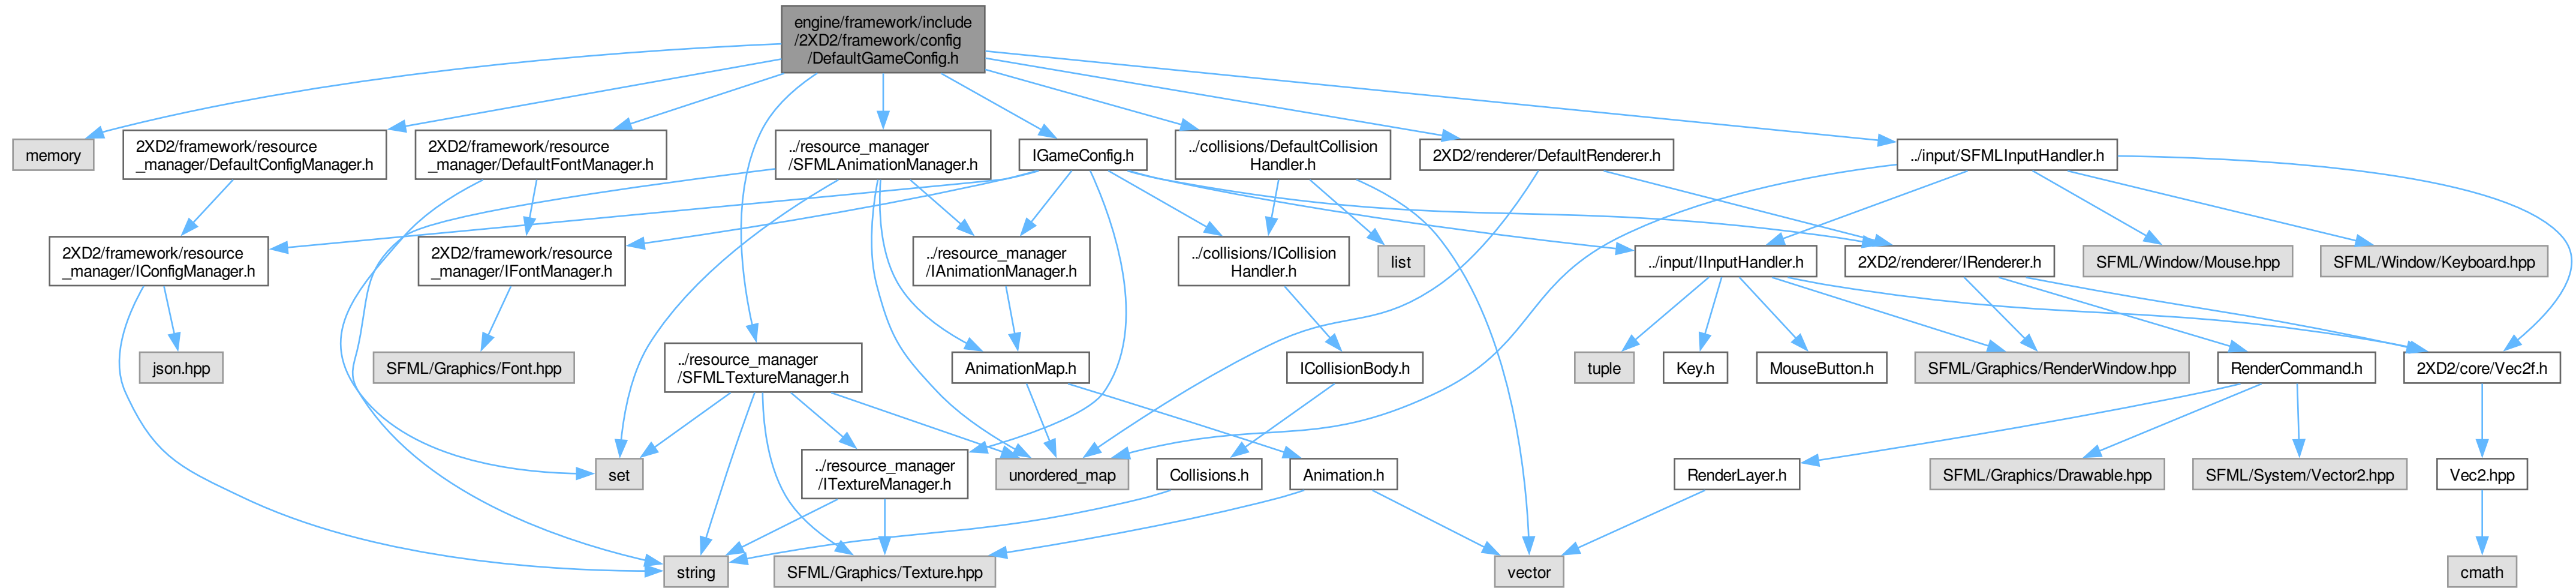 engine/framework/include
/2XD2/framework/config
/DefaultGameConfig.h
memory
2XD2/framework/resource
_manager/DefaultConfigManager.h
2XD2/framework/resource
_manager/DefaultFontManager.h
../resource_manager
/SFMLAnimationManager.h
IGameConfig.h
../collisions/DefaultCollision
Handler.h
2XD2/renderer/DefaultRenderer.h
../input/SFMLInputHandler.h
2XD2/framework/resource
_manager/IConfigManager.h
2XD2/framework/resource
_manager/IFontManager.h
../resource_manager
/IAnimationManager.h
../collisions/ICollision
Handler.h
list
../input/IInputHandler.h
2XD2/renderer/IRenderer.h
SFML/Window/Mouse.hpp
SFML/Window/Keyboard.hpp
json.hpp
SFML/Graphics/Font.hpp
../resource_manager
/SFMLTextureManager.h
AnimationMap.h
ICollisionBody.h
tuple
Key.h
MouseButton.h
SFML/Graphics/RenderWindow.hpp
RenderCommand.h
2XD2/core/Vec2f.h
set
../resource_manager
/ITextureManager.h
unordered_map
Collisions.h
Animation.h
RenderLayer.h
SFML/Graphics/Drawable.hpp
SFML/System/Vector2.hpp
Vec2.hpp
string
SFML/Graphics/Texture.hpp
vector
cmath